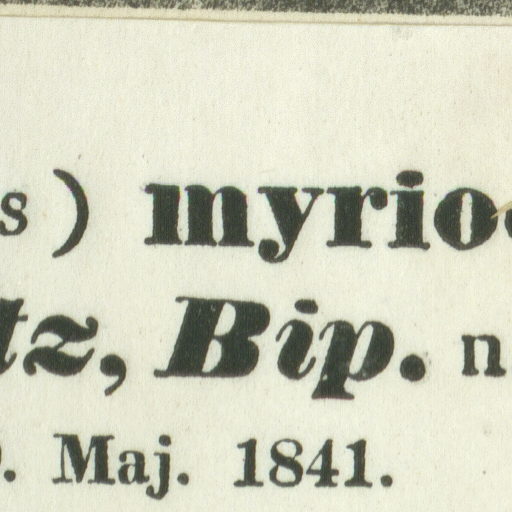 s) myrio
tz, Bip. n
. Maj. 1841.